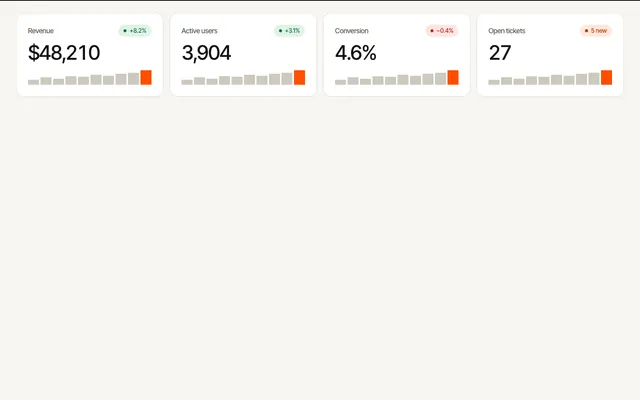 Revenue
+8.2%
$48,210
Active users
+3.1%
3,904
Conversion
−0.4%
4.6%
Open tickets
5 new
27